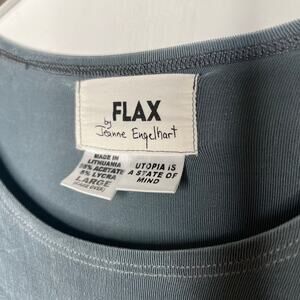 FLAX
by
Jeanne Engelhart
MADE IN
LITHUANIA
ACETATE
LYCRA
LARGE
UTOPIA IS
A STATE OF
MIND